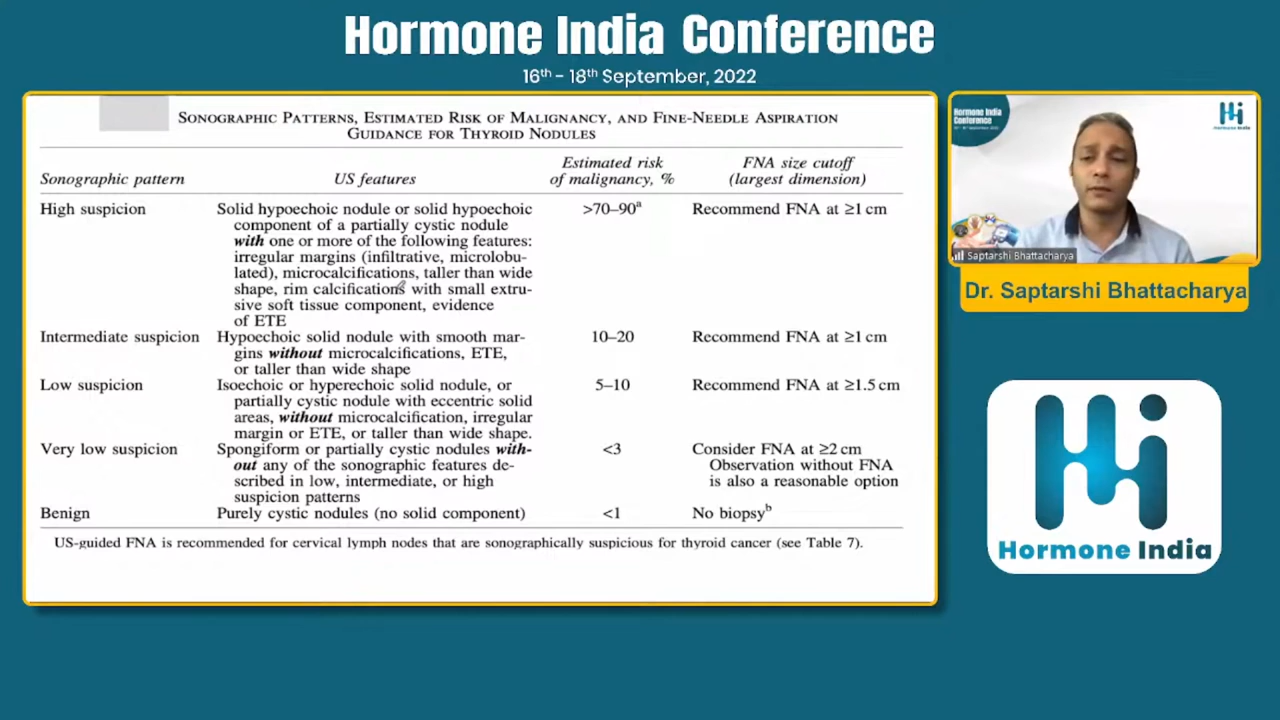 Hormone India Conference
16th - 18th September, 2022
SONOGRAPHIC PATTERNS, ESTIMATED RISK OF MALIGNANCY, AND FINE-NEEDLE ASPIRATION
GUIDANCE FOR THYROID NODULES
Sonographic pattern
US features
Estimated risk
of malignancy, %
FNA size cutoff
(largest dimension)
High suspicion
Solid hypoechoic nodule or solid hypoechoic
component of a partially cystic nodule
with one or more of the following features:
irregular margins (infiltrative, microlobu-
lated), microcalcifications, taller than wide
shape, rim calcifications with small extru-
sive soft tissue component, evidence
of ETE
>70–90a
Recommend FNA at ≥1 cm
Intermediate suspicion
Hypoechoic solid nodule with smooth mar-
gins without microcalcifications, ETE,
or taller than wide shape
10–20
Recommend FNA at ≥1 cm
Low suspicion
Isoechoic or hyperechoic solid nodule, or
partially cystic nodule with eccentric solid
areas, without microcalcification, irregular
margin or ETE, or taller than wide shape.
5–10
Recommend FNA at ≥1.5 cm
Very low suspicion
Spongiform or partially cystic nodules with-
out any of the sonographic features de-
scribed in low, intermediate, or high
suspicion patterns
<3
Consider FNA at ≥2 cm
Observation without FNA
is also a reasonable option
Benign
Purely cystic nodules (no solid component)
<1
No biopsyb
US-guided FNA is recommended for cervical lymph nodes that are sonographically suspicious for thyroid cancer (see Table 7).
Hormone India
Conference
Hormone India
Saptarshi Bhattacharya
Dr. Saptarshi Bhattacharya
Hormone India